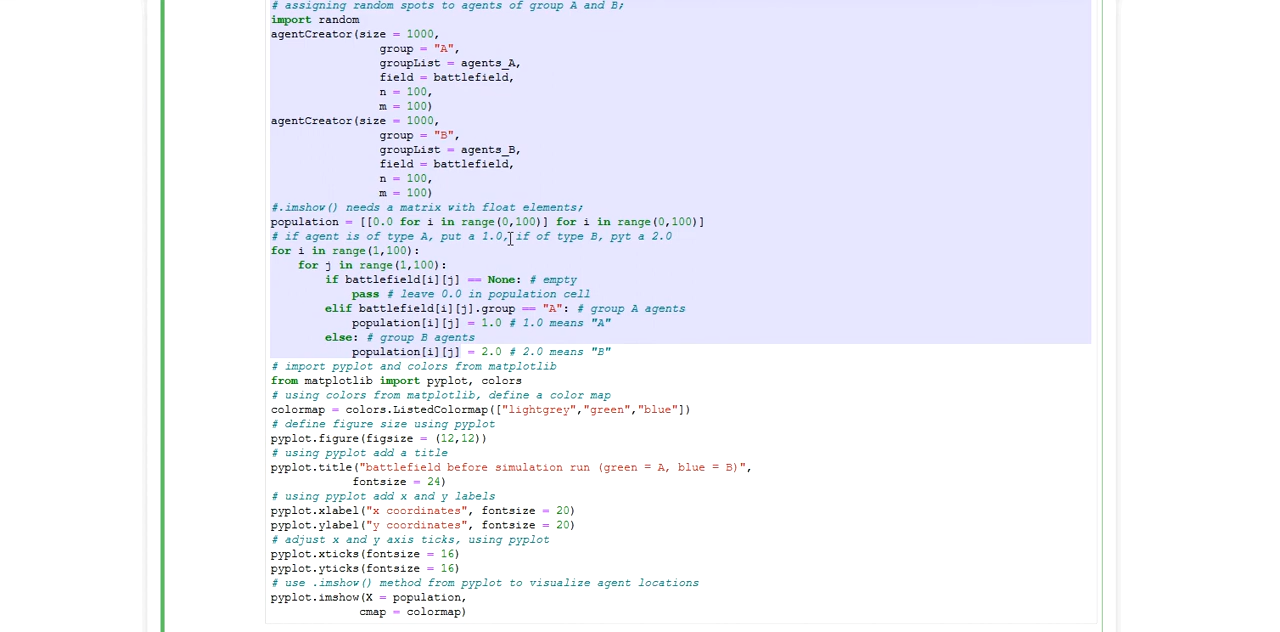 # assigning random spots to agents of group A and B;
import random
agentCreator(size = 1000,
                group = "A",
                groupList = agents_A,
                field = battlefield,
                n = 100,
                m = 100)
agentCreator(size = 1000,
                group = "B",
                groupList = agents_B,
                field = battlefield,
                n = 100,
                m = 100)
#.imshow() needs a matrix with float elements;
population = [[0.0 for i in range(0,100)] for i in range(0,100)]
# if agent is of type A, put a 1.0, if of type B, pyt a 2.0
for i in range(1,100):
    for j in range(1,100):
        if battlefield[i][j] == None: # empty
            pass # leave 0.0 in population cell
        elif battlefield[i][j].group == "A": # group A agents
            population[i][j] = 1.0 # 1.0 means "A"
        else: # group B agents
            population[i][j] = 2.0 # 2.0 means "B"
# import pyplot and colors from matplotlib
from matplotlib import pyplot, colors
# using colors from matplotlib, define a color map
colormap = colors.ListedColormap(["lightgrey","green","blue"])
# define figure size using pyplot
pyplot.figure(figsize = (12,12))
# using pyplot add a title
pyplot.title("battlefield before simulation run (green = A, blue = B)",
            fontsize = 24)
# using pyplot add x and y labels
pyplot.xlabel("x coordinates", fontsize = 20)
pyplot.ylabel("y coordinates", fontsize = 20)
# adjust x and y axis ticks, using pyplot
pyplot.xticks(fontsize = 16)
pyplot.yticks(fontsize = 16)
# use .imshow() method from pyplot to visualize agent locations
pyplot.imshow(X = population,
             cmap = colormap)